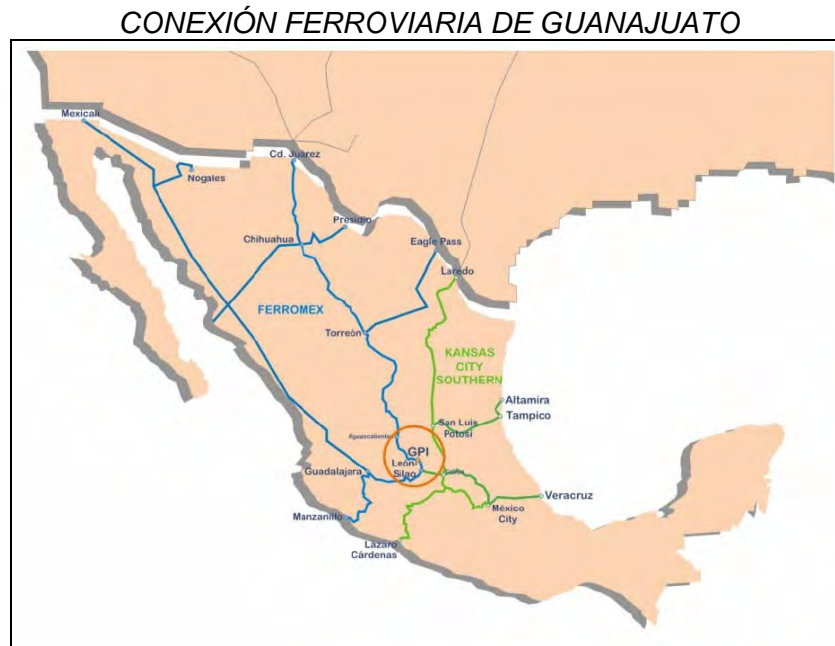 CONEXIÓN FERROVIARIA DE GUANAJUATO
Mexicali
Nogales
Cd. Juárez
Presidio
Chihuahua
Eagle Pass
Laredo
FERROMEX
Torreón
KANSAS
CITY
SOUTHERN
Altamira
Tampico
San Luis
Potosí
Aguascalientes
GPI
León
Silao
Guadalajara
Veracruz
México
City
Manzanillo
Lázaro
Cárdenas